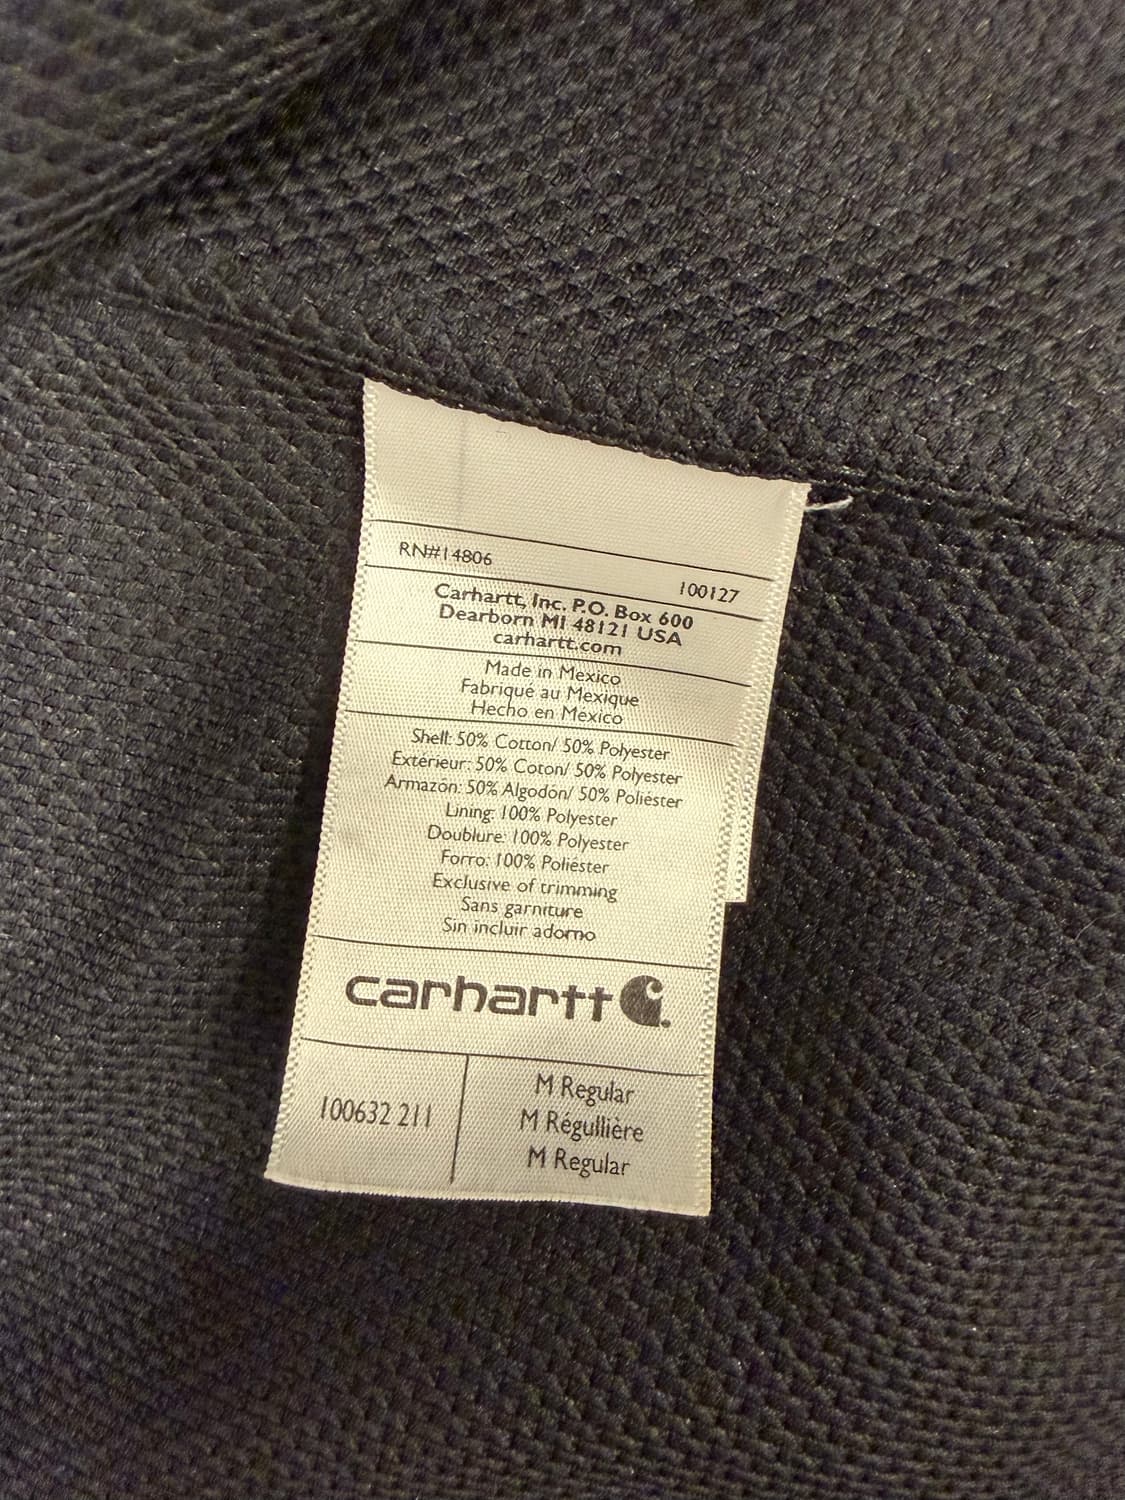 RN#14806
100127
Carhartt, Inc. P.O. Box 600
Dearborn MI 48121 USA
carhartt.com
Made in Mexico
Fabriqué au Mexique
Hecho en México
Shell: 50% Cotton/ 50% Polyester
Extérieur: 50% Coton/ 50% Polyester
Armazón: 50% Algodón/ 50% Poliéster
Lining: 100% Polyester
Doublure: 100% Polyester
Forro: 100% Poliéster
Exclusive of trimming
Sans garniture
Sin incluir adorno
carhartt
100632 211
M Regular
M Régullière
M Regular